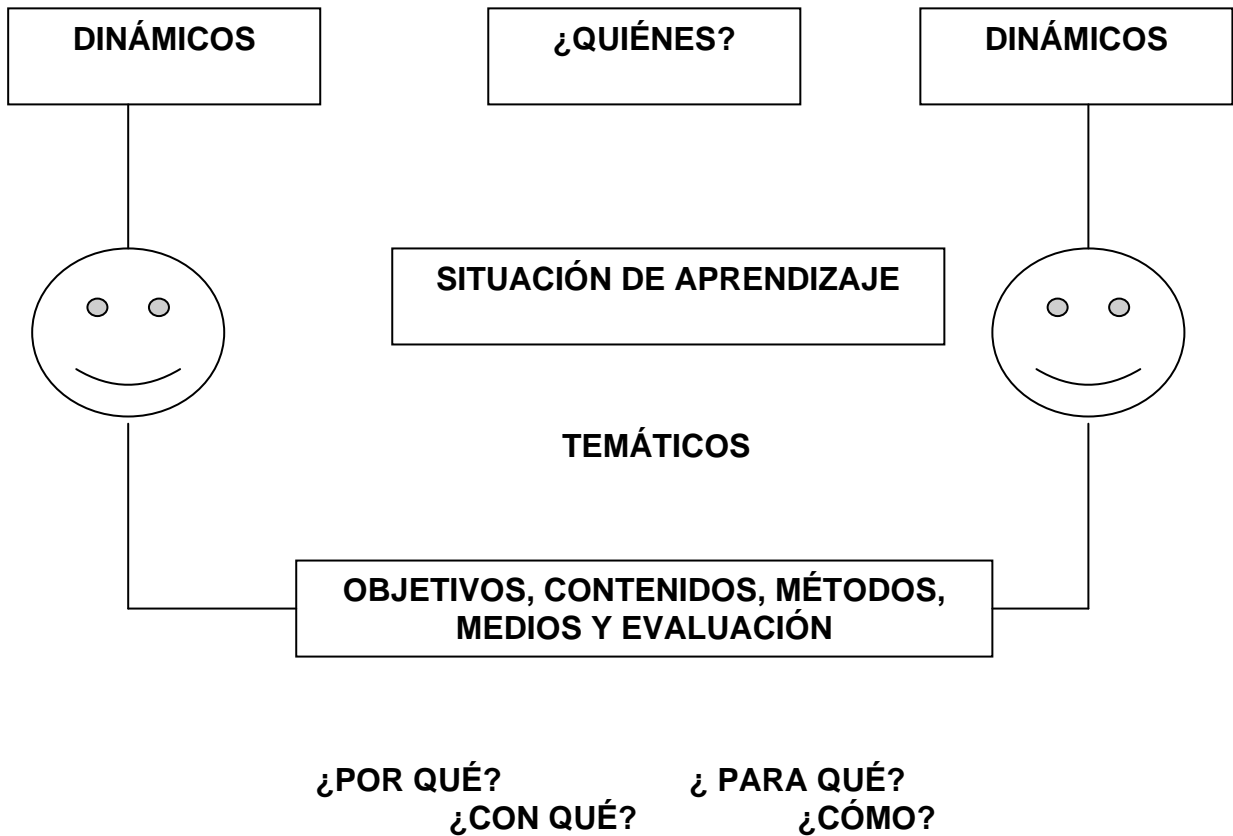 DINÁMICOS
¿QUIÉNES?
DINÁMICOS
SITUACIÓN DE APRENDIZAJE
TEMÁTICOS
OBJETIVOS, CONTENIDOS, MÉTODOS,
MEDIOS Y EVALUACIÓN
¿POR QUÉ? ¿ PARA QUÉ?
¿CON QUÉ? ¿CÓMO?